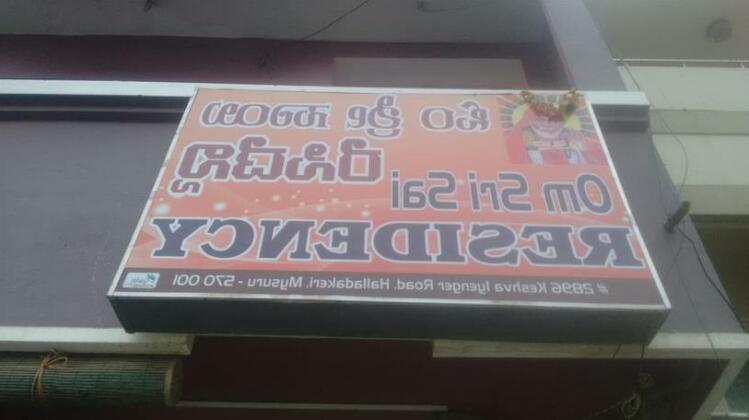 ಓಂ ಶ್ರೀ ಸಾಯಿ
ರೆಸಿಡೆನ್ಸಿ
Om Sri Sai
RESIDENCY
# 2896 Keshva Iyenger Road, Halladakeri, Mysuru - 570 001